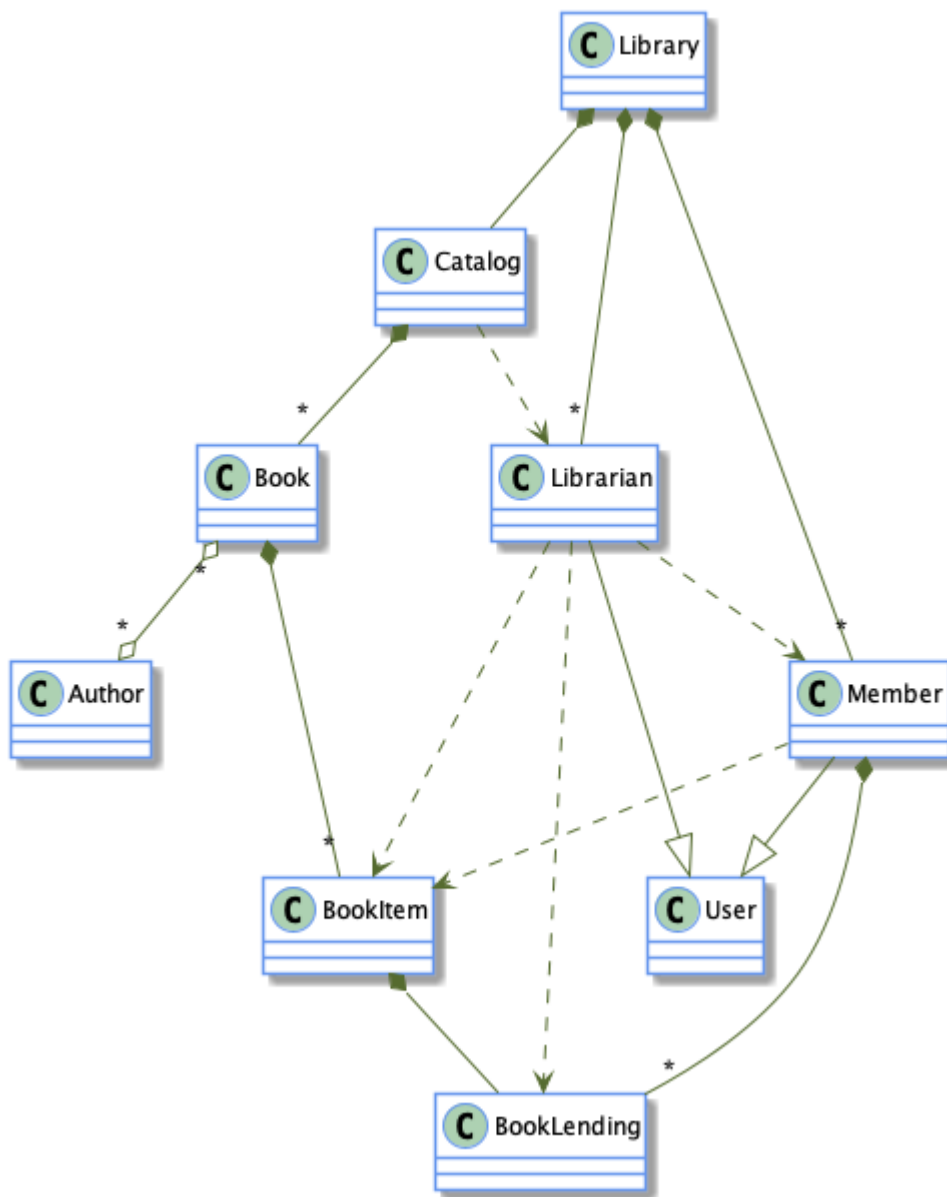 C Library
C Catalog
*
*
C Book
C Librarian
*
*
*
C Author
C Member
*
C BookItem
C User
*
C BookLending